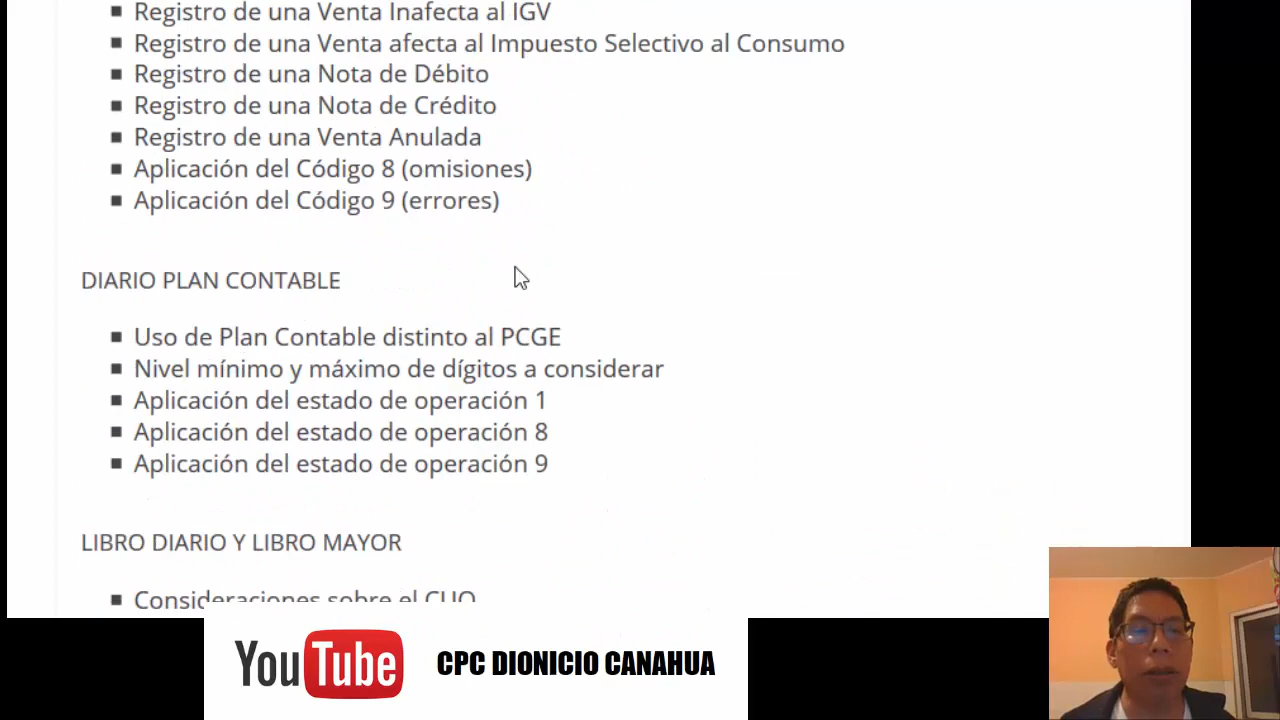 Registro de una Venta Inafecta al IGV
Registro de una Venta afecta al Impuesto Selectivo al Consumo
Registro de una Nota de Débito
Registro de una Nota de Crédito
Registro de una Venta Anulada
Aplicación del Código 8 (omisiones)
Aplicación del Código 9 (errores)
DIARIO PLAN CONTABLE
Uso de Plan Contable distinto al PCGE
Nivel mínimo y máximo de dígitos a considerar
Aplicación del estado de operación 1
Aplicación del estado de operación 8
Aplicación del estado de operación 9
LIBRO DIARIO Y LIBRO MAYOR
Consideraciones sobre el CUO
YouTube CPC DIONICIO CANAHUA